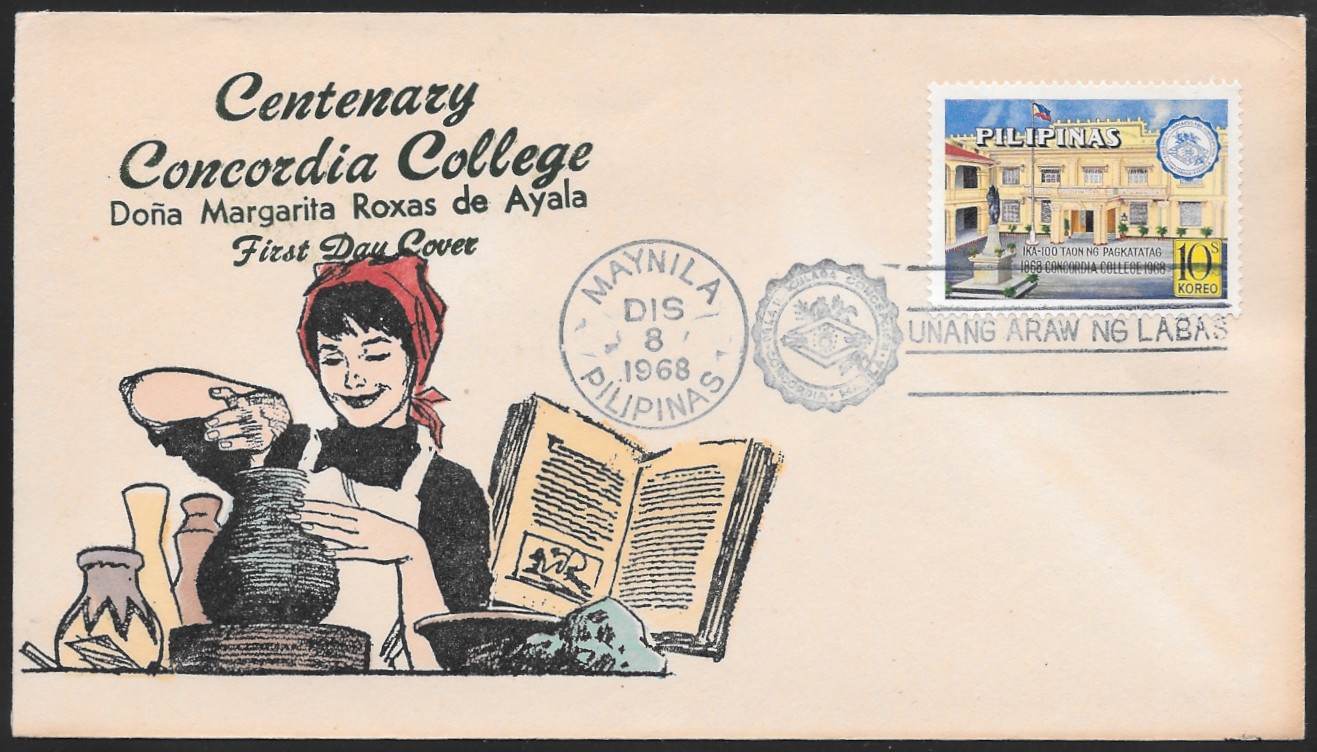 Centenary
Concordia College
Doña Margarita Roxas de Ayala
First Day Cover
PILIPINAS
IKA-100 TAON NG PAGKATATAG
1868 CONCORDIA COLLEGE 1968
10s
KOREO
MAYNILA
DIS
8
1968
PILIPINAS
UNANG ARAW NG LABAS